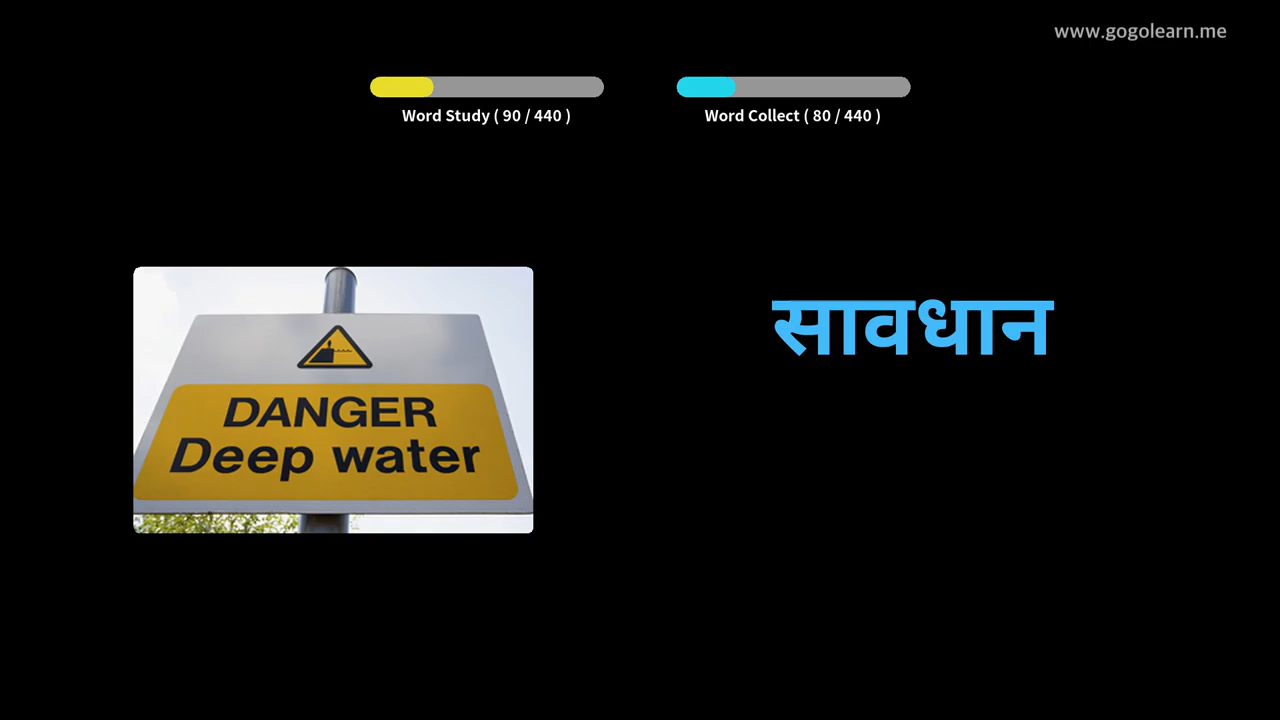 www.gogolearn.me
Word Study ( 90 / 440 )
Word Collect ( 80 / 440 )
सावधान
DANGER
Deep water